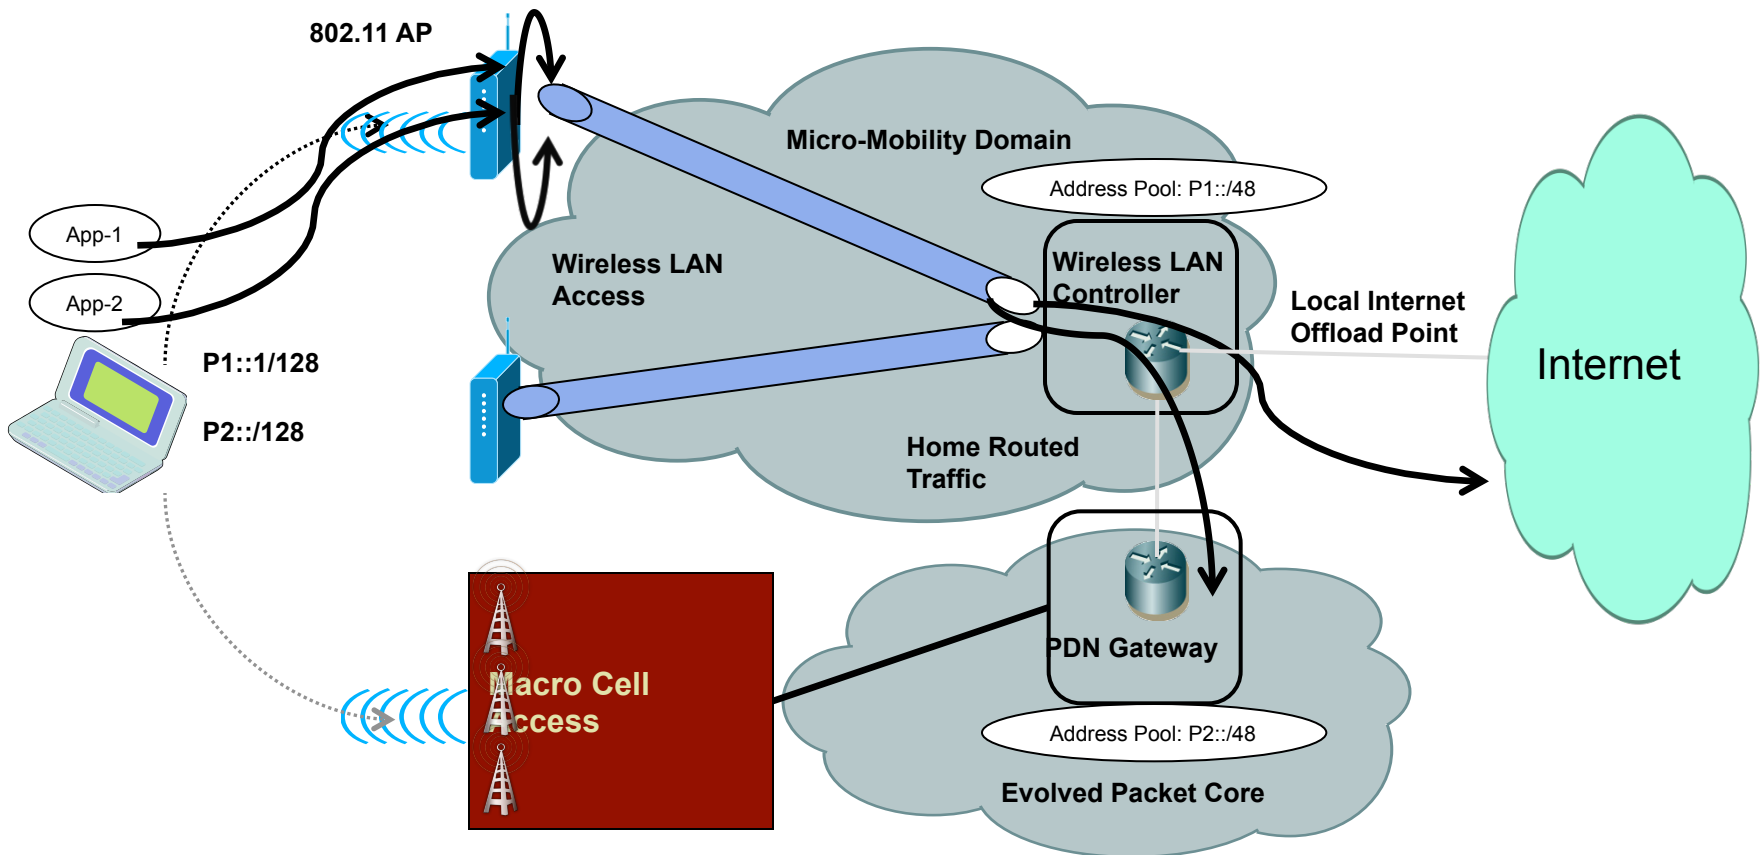 802.11 AP
Micro-Mobility Domain
Address Pool: P1::/48
App-1
Wireless LAN
Access
Wireless LAN
Controller
App-2
Local Internet
Offload Point
Internet
P1::1/128
P2::/128
Home Routed
Traffic
PDN Gateway
Macro Cell
Access
Address Pool: P2::/48
Evolved Packet Core